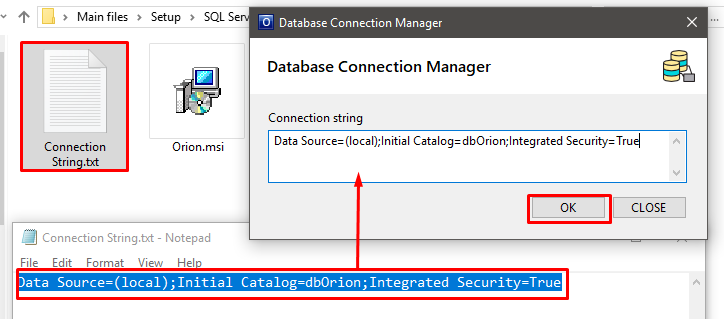 Main files > Setup > SQL Serv
...
Connection
String.txt
Orion.msi
Database Connection Manager
Database Connection Manager
Connection string
Data Source=(local);Initial Catalog=dbOrion;Integrated Security=True
OK
CLOSE
Connection String.txt - Notepad
File Edit Format View Help
Data Source=(local);Initial Catalog=dbOrion;Integrated Security=True